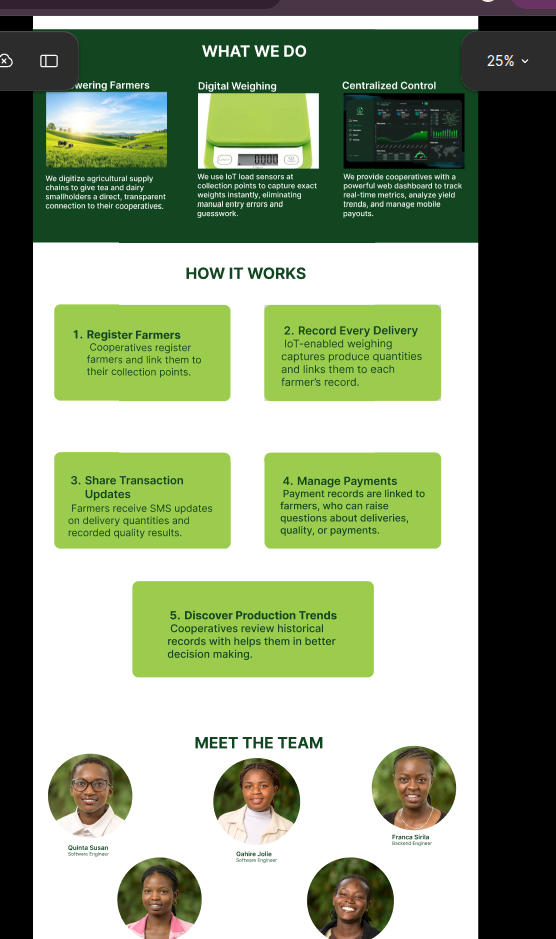 WHAT WE DO
25%
wering Farmers
We digitize agricultural supply
chains to give tea and dairy
smallholders a direct, transparent
connection to their cooperatives.
Digital Weighing
We use IoT load sensors at
collection points to capture exact
weights instantly, eliminating
manual entry errors and
guesswork.
Centralized Control
We provide cooperatives with a
powerful web dashboard to track
real-time metrics, analyze yield
trends, and manage mobile
payouts.
HOW IT WORKS
1. Register Farmers
Cooperatives register
farmers and link them to
their collection points.
2. Record Every Delivery
IoT-enabled weighing
captures produce quantities
and links them to each
farmer's record.
3. Share Transaction
Updates
Farmers receive SMS updates
on delivery quantities and
recorded quality results.
4. Manage Payments
Payment records are linked to
farmers, who can raise
questions about deliveries,
quality, or payments.
5. Discover Production Trends
Cooperatives review historical
records with helps them in better
decision making.
MEET THE TEAM
Quinta Susan
Software Engineer
Gahire Jolie
Software Engineer
Franca Sirila
Backend Engineer